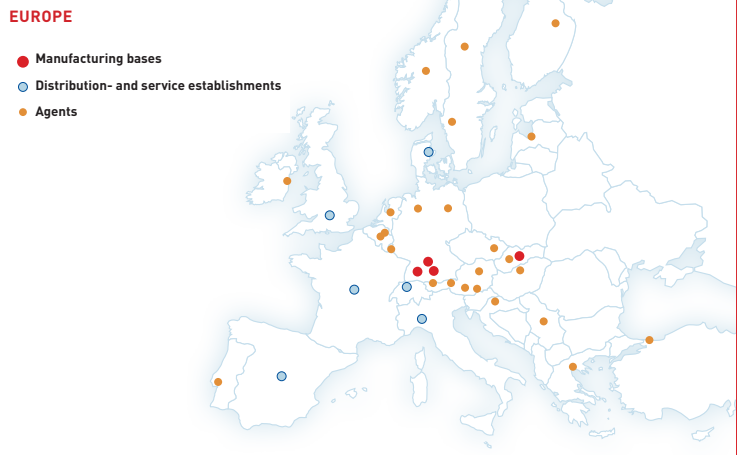 EUROPE
Manufacturing bases
Distribution- and service establishments
Agents